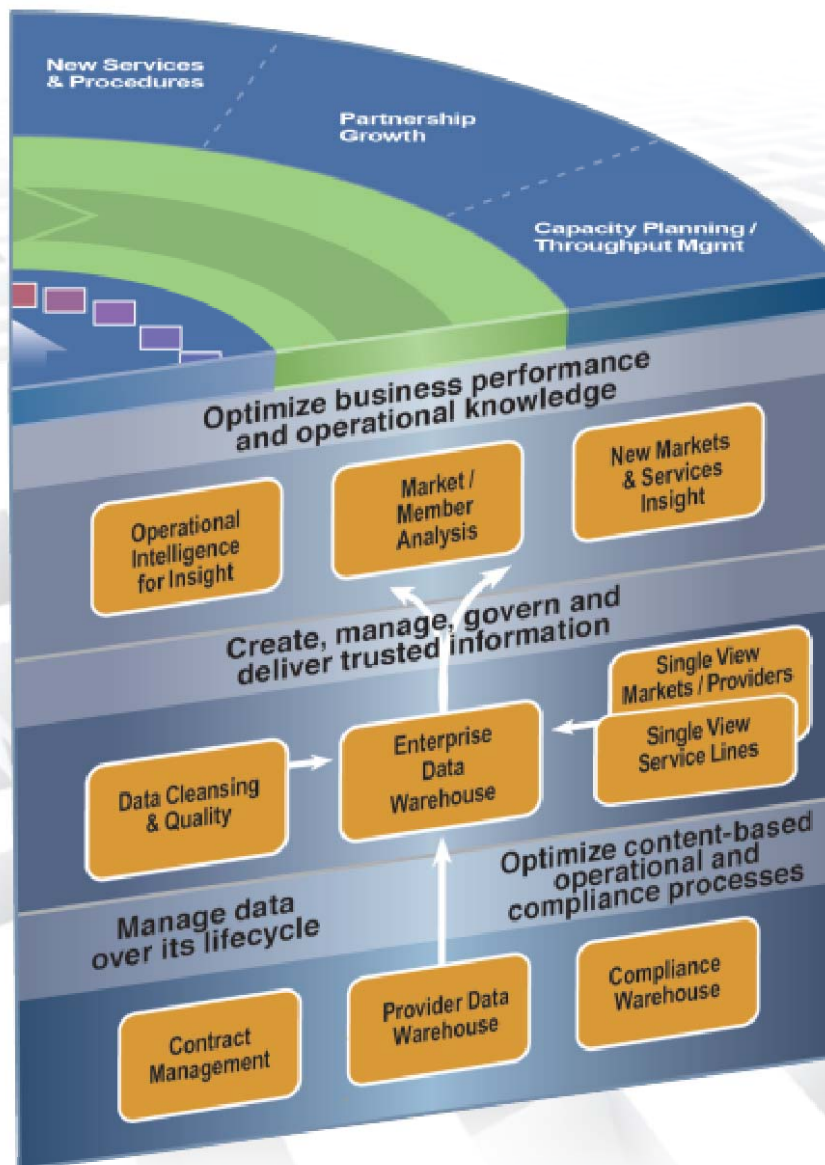 New Services
& Procedures
Partnership
Growth
Capacity Planning /
Throughput Mgmt
Optimize business performance
and operational knowledge
Operational
Intelligence
for Insight
Market /
Member
Analysis
New Markets
& Services
Insight
Create, manage, govern and
deliver trusted information
Data Cleansing
& Quality
Enterprise
Data
Warehouse
Single View
Markets / Providers
Single View
Service Lines
Manage data
over its lifecycle
Optimize content-based
operational and
compliance processes
Contract
Management
Provider Data
Warehouse
Compliance
Warehouse